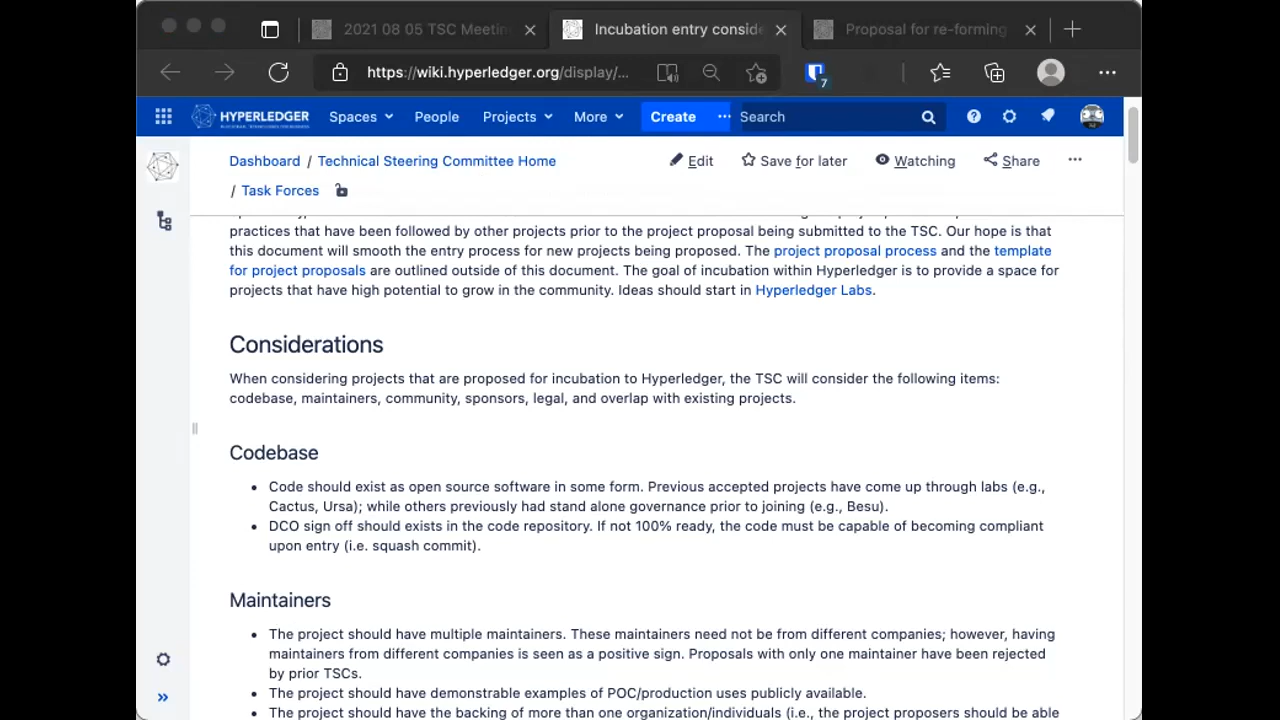 2021 08 05 TSC Meetin
Incubation entry conside
Proposal for re-forming
https://wiki.hyperledger.org/display/...
7
HYPERLEDGER
Spaces
People
Projects
More
Create
Search
Dashboard / Technical Steering Committee Home
Edit
Save for later
Watching
Share
/ Task Forces
practices that have been followed by other projects prior to the project proposal being submitted to the TSC. Our hope is that
this document will smooth the entry process for new projects being proposed. The project proposal process and the template
for project proposals are outlined outside of this document. The goal of incubation within Hyperledger is to provide a space for
projects that have high potential to grow in the community. Ideas should start in Hyperledger Labs.
Considerations
When considering projects that are proposed for incubation to Hyperledger, the TSC will consider the following items:
codebase, maintainers, community, sponsors, legal, and overlap with existing projects.
Codebase
• Code should exist as open source software in some form. Previous accepted projects have come up through labs (e.g.,
Cactus, Ursa); while others previously had stand alone governance prior to joining (e.g., Besu).
• DCO sign off should exists in the code repository. If not 100% ready, the code must be capable of becoming compliant
upon entry (i.e. squash commit).
Maintainers
• The project should have multiple maintainers. These maintainers need not be from different companies; however, having
maintainers from different companies is seen as a positive sign. Proposals with only one maintainer have been rejected
by prior TSCs.
• The project should have demonstrable examples of POC/production uses publicly available.
• The project should have the backing of more than one organization/individuals (i.e., the project proposers should be able